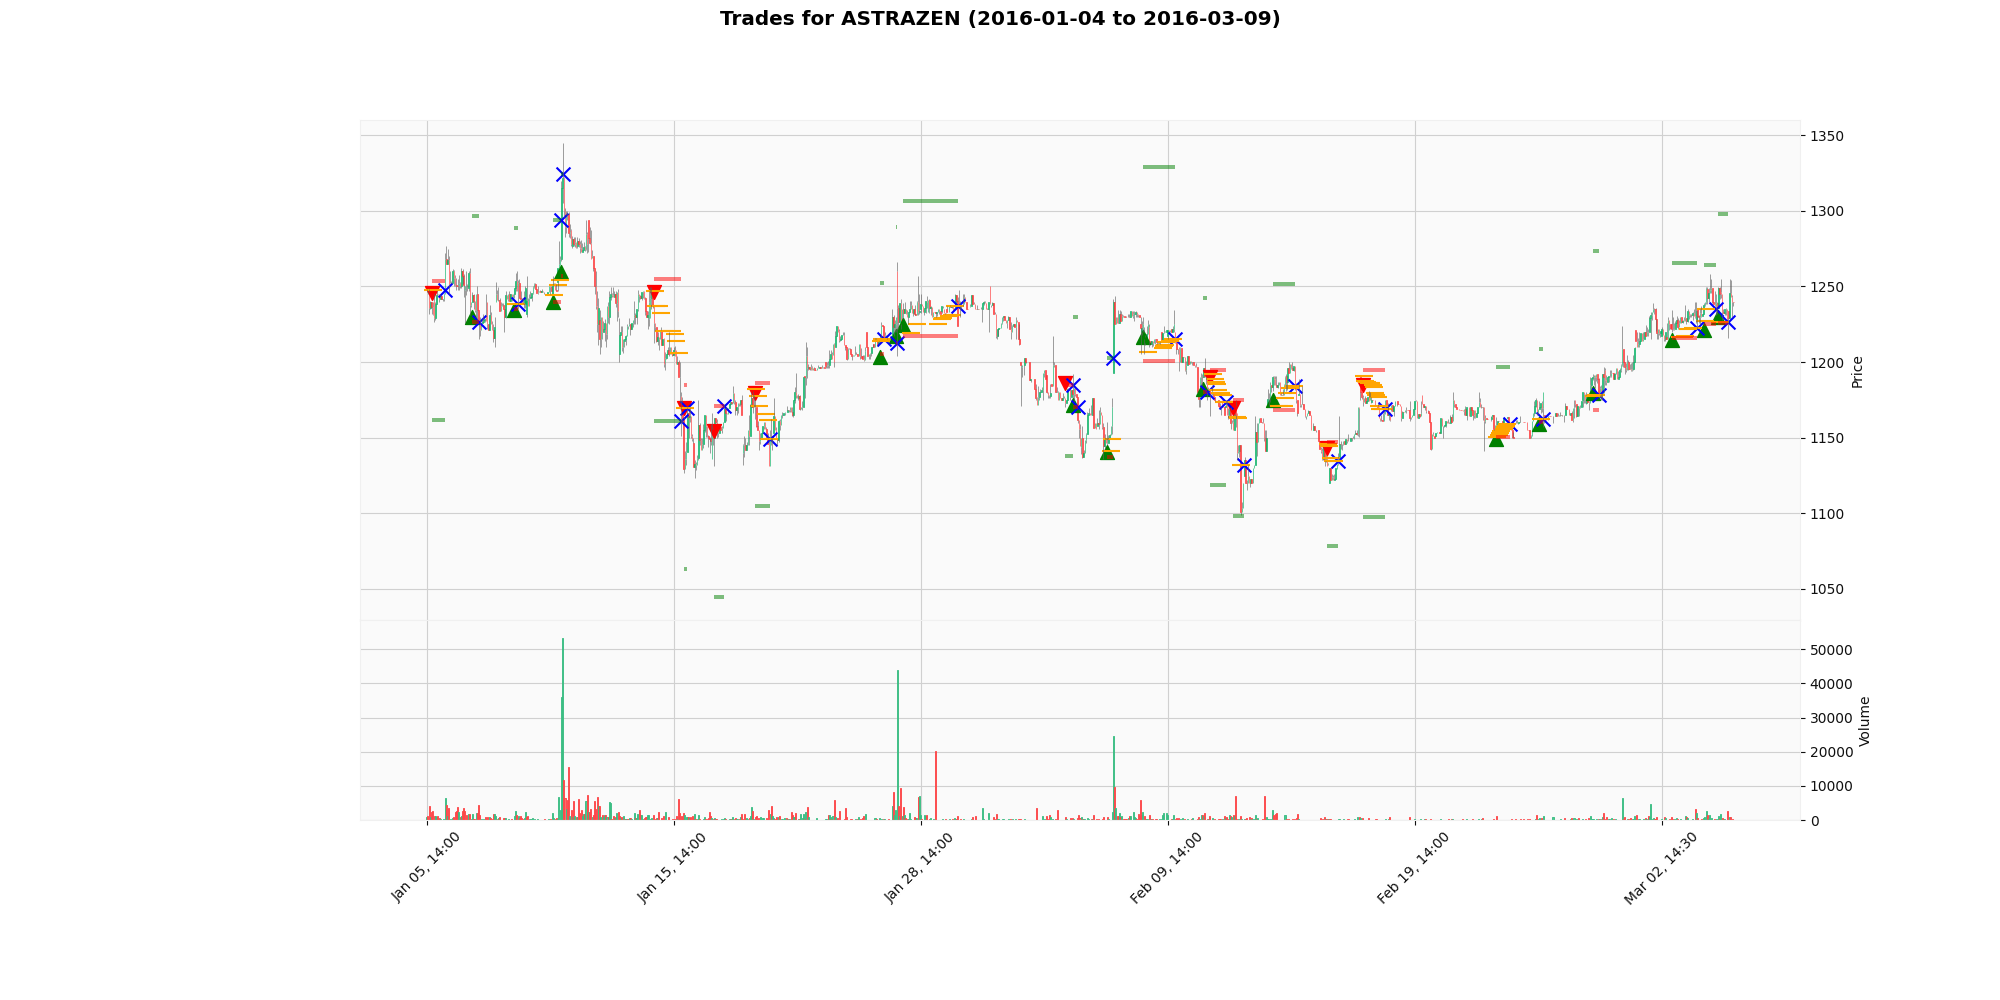 Trades for ASTRAZEN (2016-01-04 to 2016-03-09)
1350
1300
1250
1200
1150
1100
1050
Price
50000
40000
30000
20000
10000
0
Volume
Jan 05, 14:00
Jan 15, 14:00
Jan 28, 14:00
Feb 09, 14:00
Feb 19, 14:00
Mar 02, 14:30